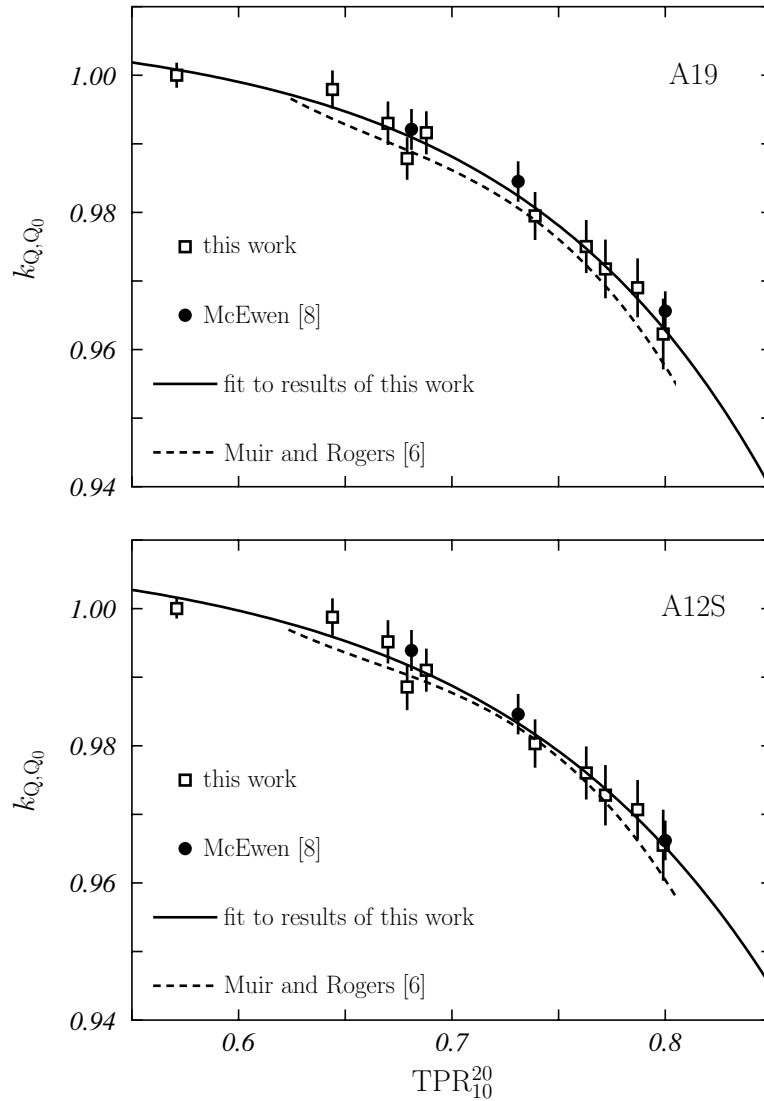 1.00
0.98
0.96
0.94
k_{Q,Q_0}
A19
this work
McEwen [8]
fit to results of this work
Muir and Rogers [6]
1.00
0.98
0.96
0.94
k_{Q,Q_0}
A12S
this work
McEwen [8]
fit to results of this work
Muir and Rogers [6]
0.6 0.7 0.8
TPR^{20}_{10}